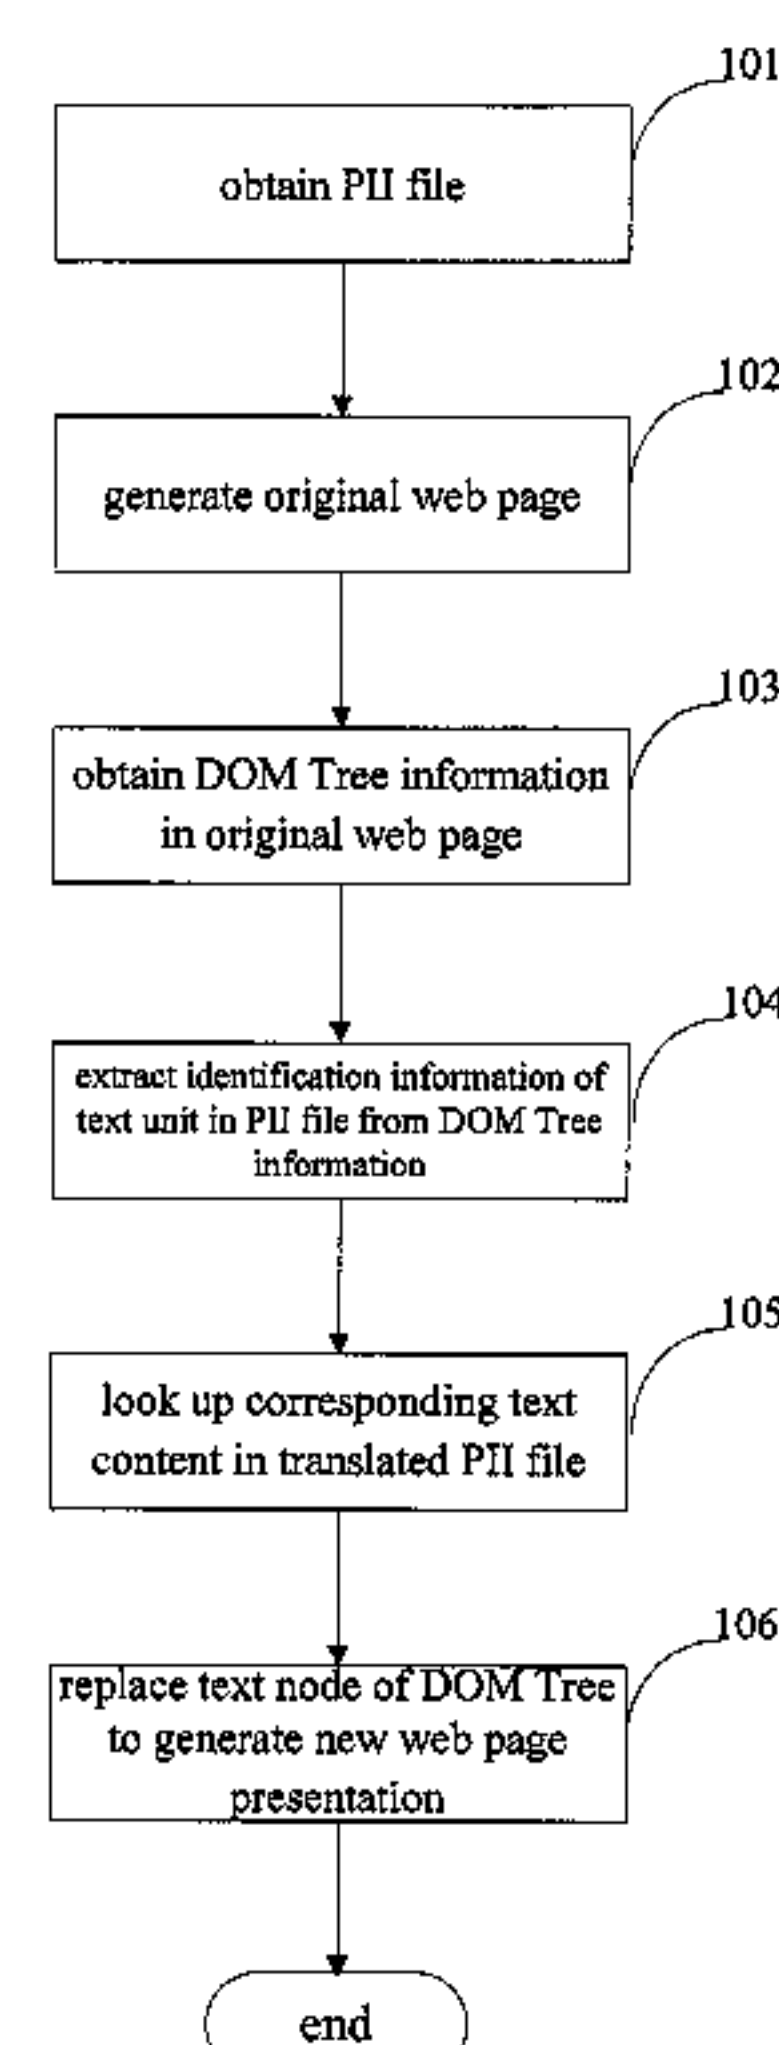 101
obtain PII file
102
generate original web page
103
obtain DOM Tree information
in original web page
104
extract identification information of
text unit in PII file from DOM Tree
information
105
look up corresponding text
content in translated PII file
106
replace text node of DOM Tree
to generate new web page
presentation
end